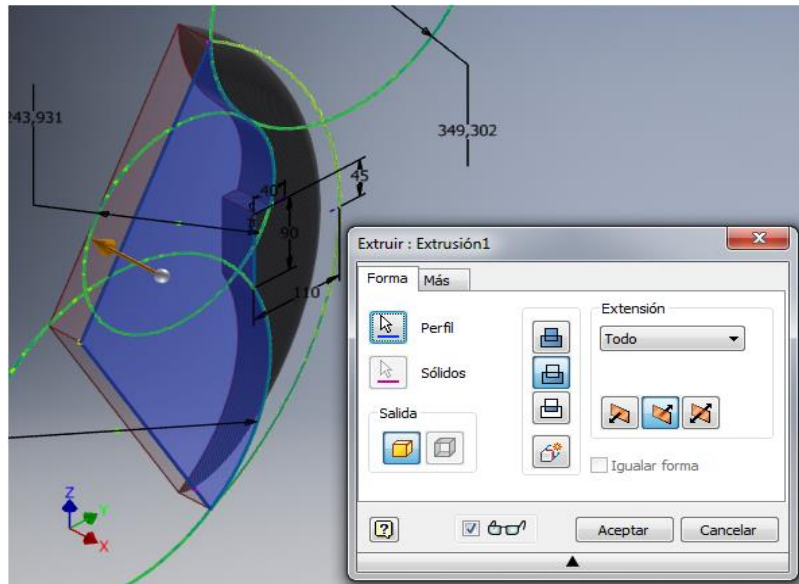 243,931
349,302
45
40
90
110
Extruir : Extrusión1
Forma Más
Perfil
Sólidos
Salida
Extensión
Todo
Igualar forma
Aceptar Cancelar
Z
Y
X